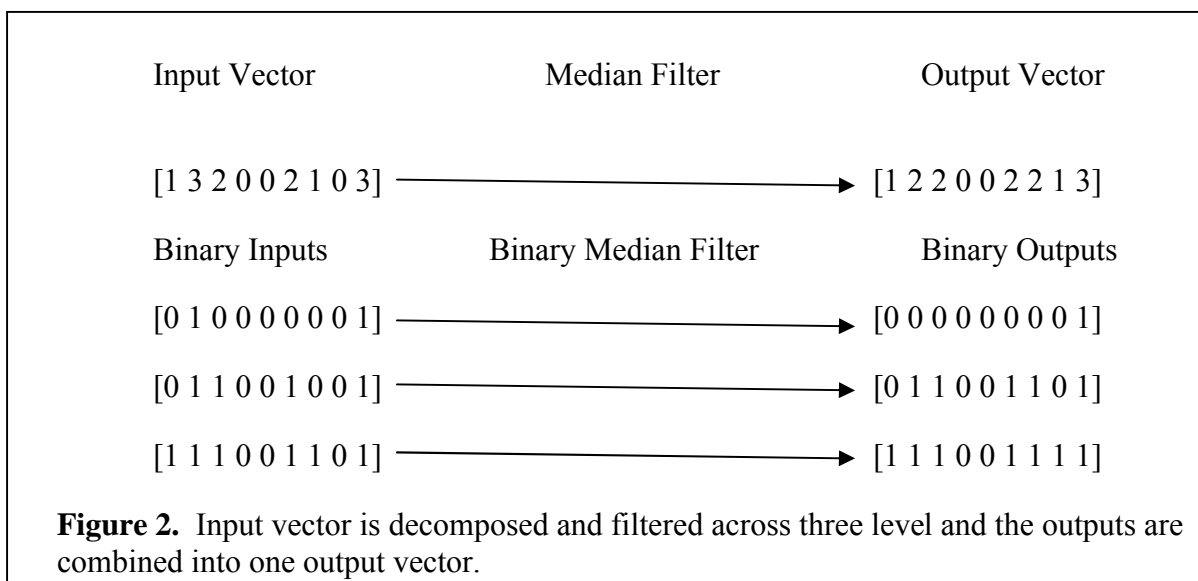 Input Vector Median Filter Output Vector
[1 3 2 0 0 2 1 0 3] [1 2 2 0 0 2 2 1 3]
Binary Inputs Binary Median Filter Binary Outputs
[0 1 0 0 0 0 0 0 1] [0 0 0 0 0 0 0 0 1]
[0 1 1 0 0 1 0 0 1] [0 1 1 0 0 1 1 0 1]
[1 1 1 0 0 1 1 0 1] [1 1 1 0 0 1 1 1 1]
Figure 2. Input vector is decomposed and filtered across three level and the outputs are
combined into one output vector.